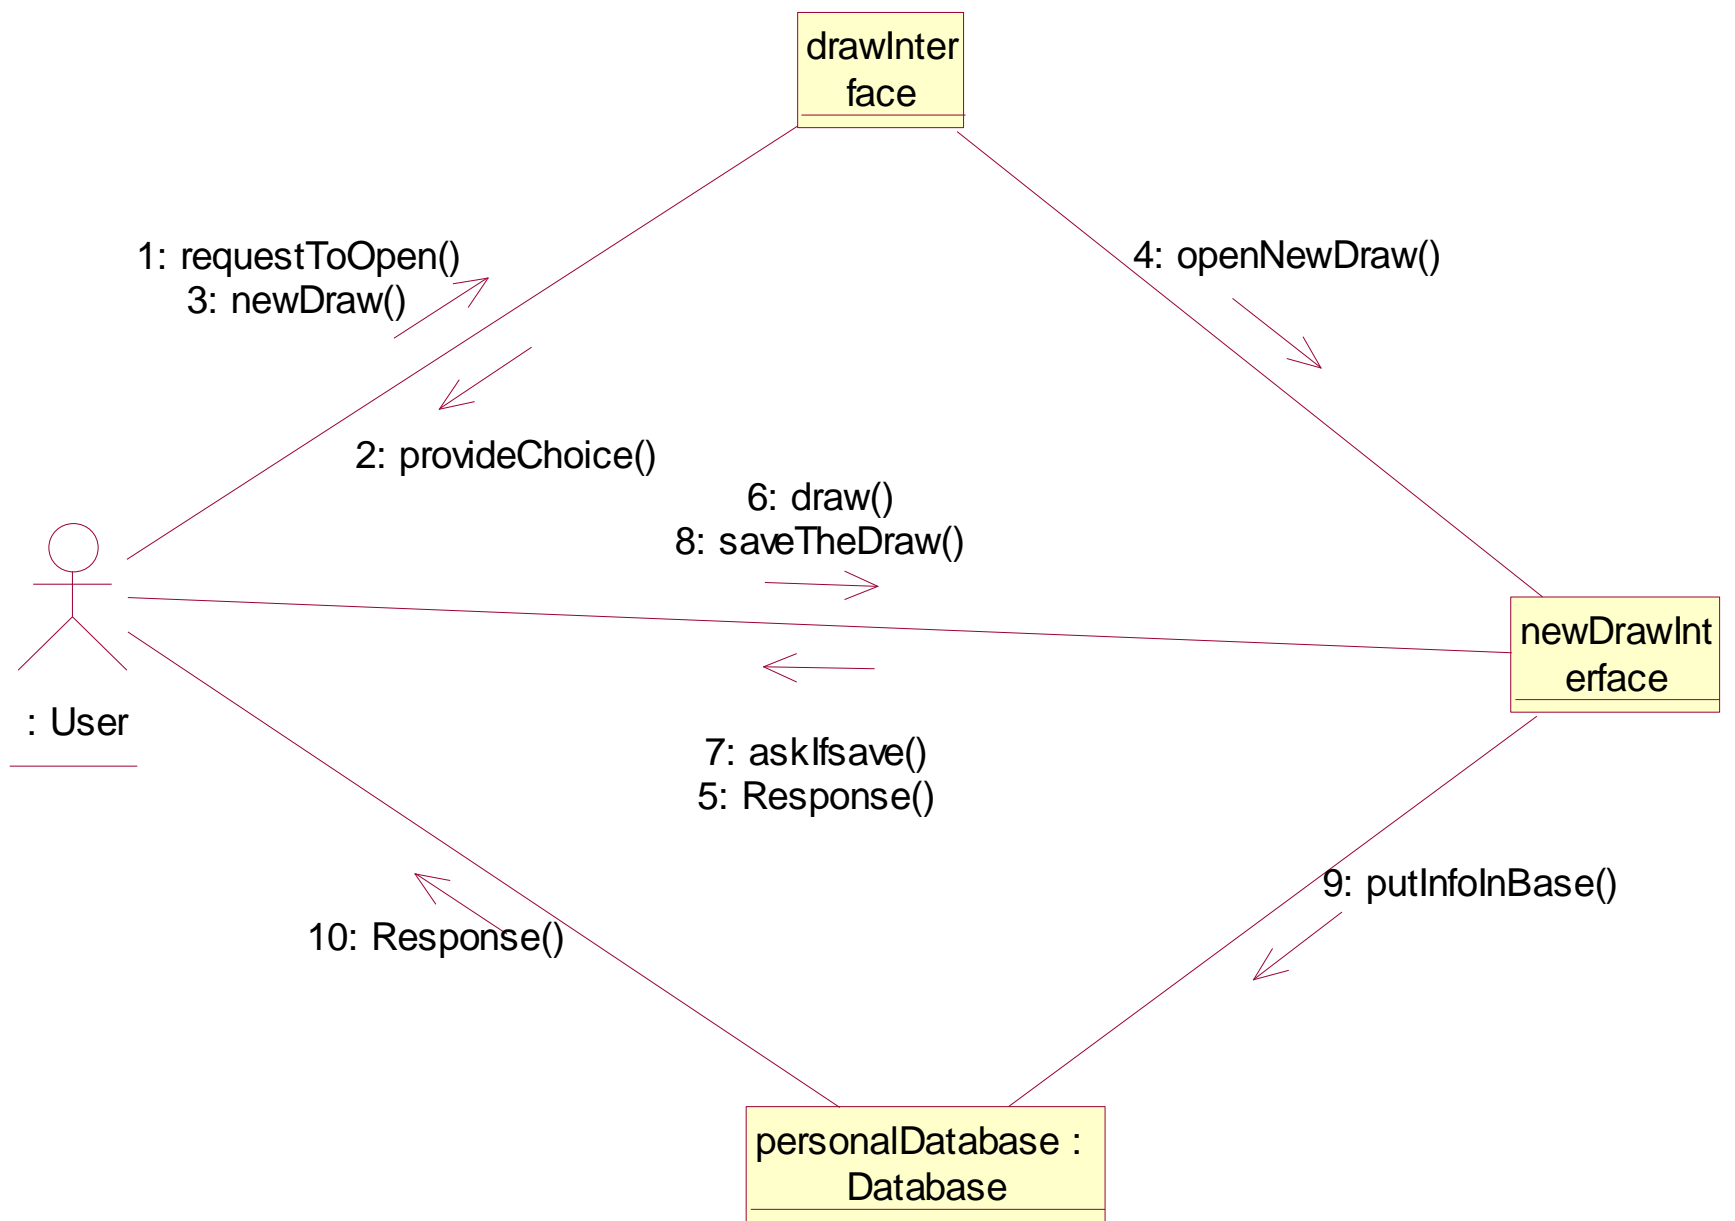 drawInter
face
1: requestToOpen()
3: newDraw()
4: openNewDraw()
2: provideChoice()
6: draw()
8: saveTheDraw()
newDrawInt
erface
: User
7: askIfsave()
5: Response()
9: putInfoInBase()
10: Response()
personalDatabase :
Database